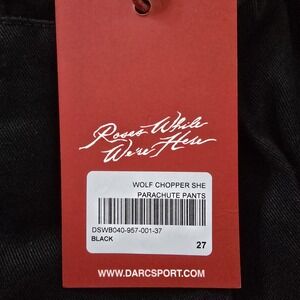 Roses While
We're Here
WOLF CHOPPER SHE
PARACHUTE PANTS
DSWB040-957-001-37
BLACK
27
WWW.DARCSPORT.COM